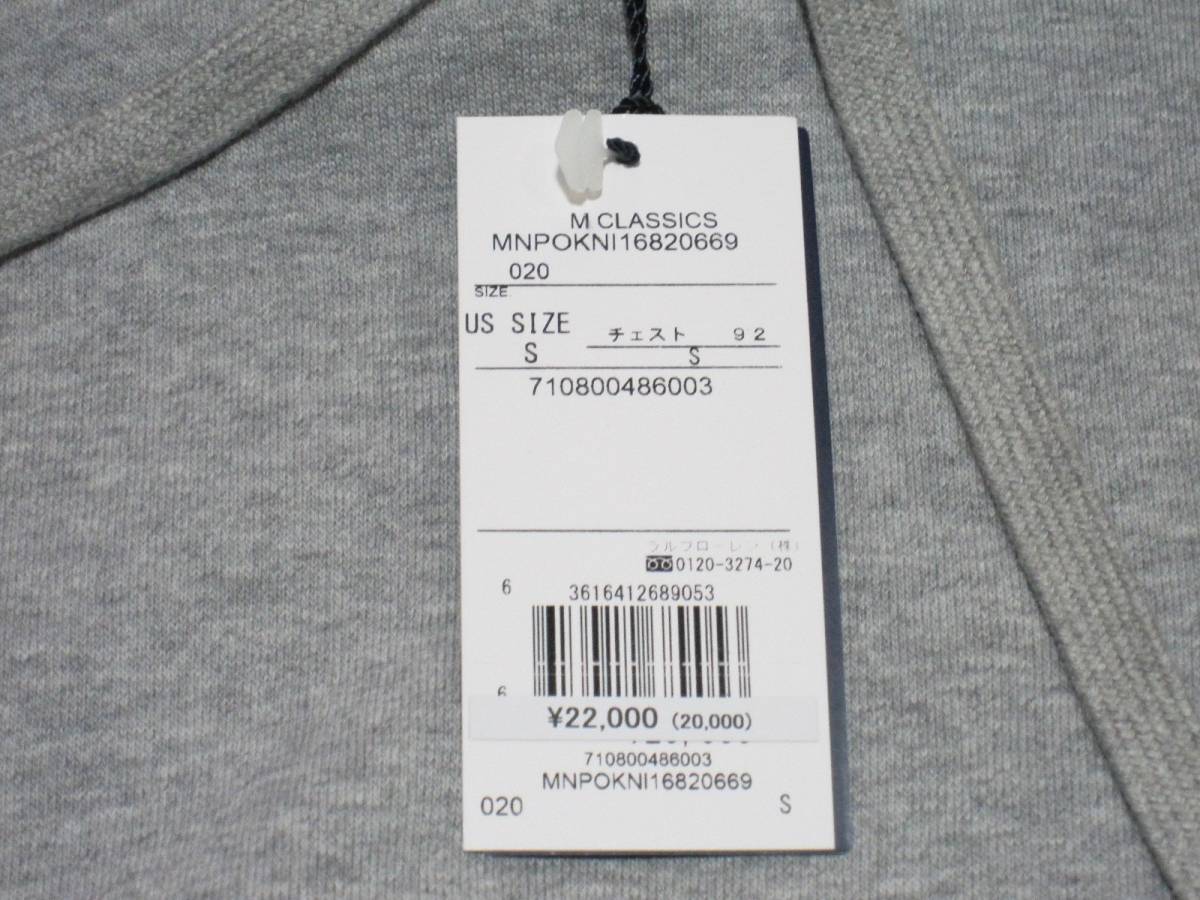 M CLASSICS
MNPOKNI16820669
020
SIZE
US SIZE チェスト 92
S S
710800486003
ラルフローレン(株)
0120-3274-20
6 3616412689053
6
¥22,000 (20,000)
710800486003
MNPOKNI16820669
020 S